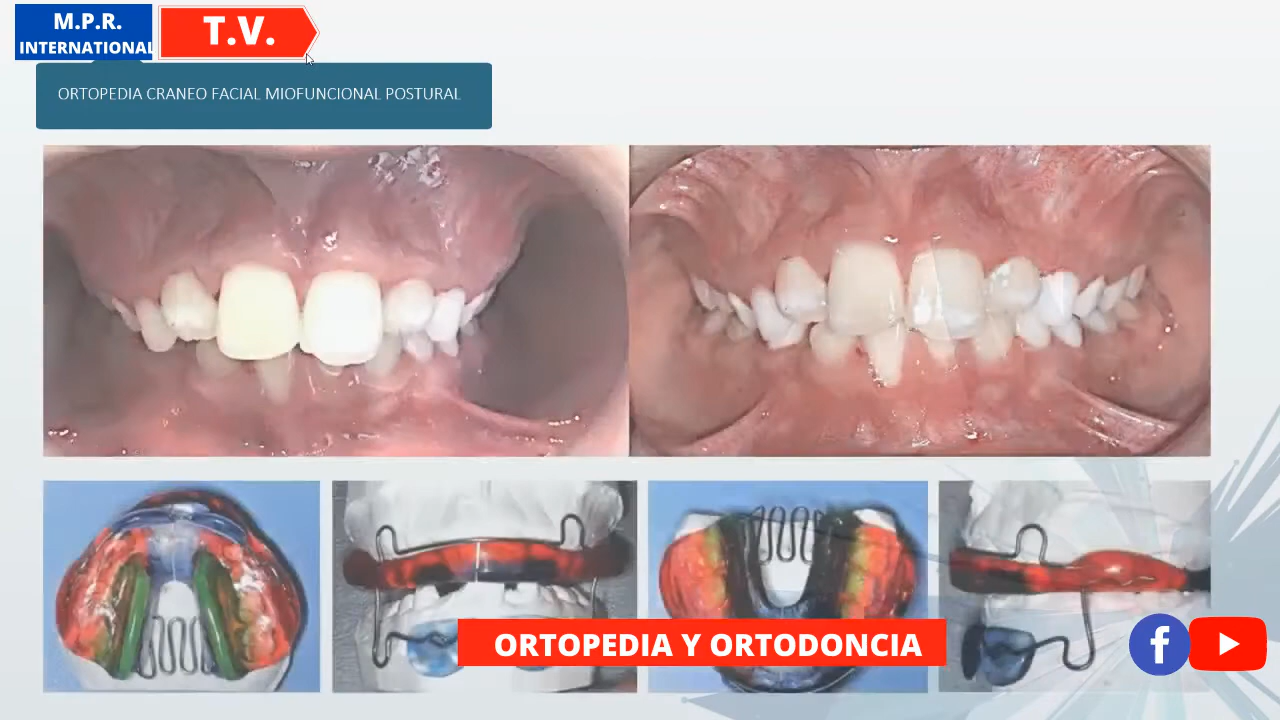 M.P.R.
INTERNATIONAL
T.V.
ORTOPEDIA CRANEO FACIAL MIOFUNCIONAL POSTURAL
ORTOPEDIA Y ORTODONCIA
f